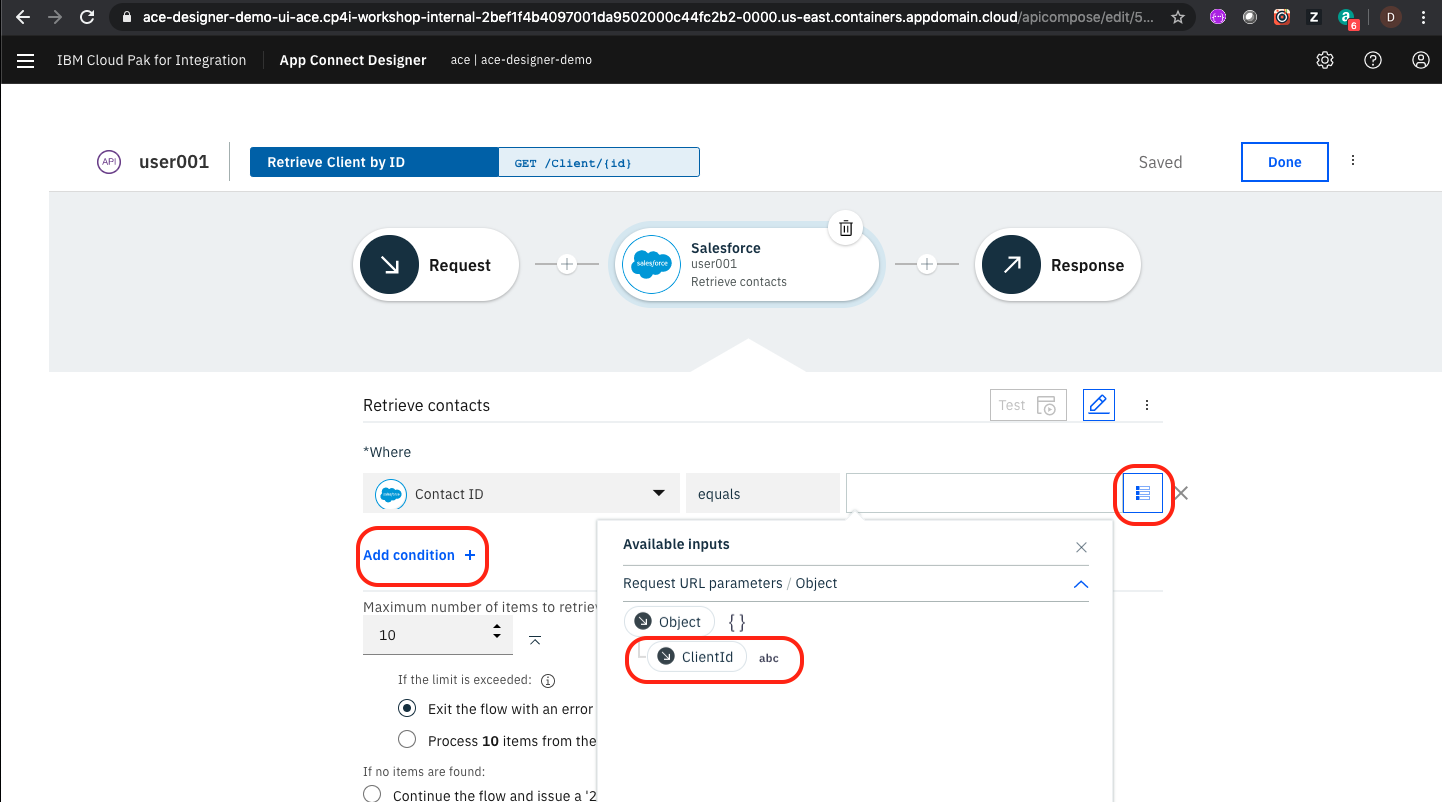 ace-designer-demo-ui-ace.cp4i-workshop-internal-2bef1f4b4097001da9502000c44fc2b2-0000.us-east.containers.appdomain.cloud/apicompose/edit/5...
Z
a
6
D
IBM Cloud Pak for Integration
App Connect Designer
ace | ace-designer-demo
API
user001
Retrieve Client by ID
GET /Client/{id}
Saved
Done
Request
salesforce
Salesforce
user001
Retrieve contacts
Response
Retrieve contacts
Test
*Where
Contact ID
equals
Add condition +
Available inputs
Request URL parameters / Object
Object { }
ClientId abc
Maximum number of items to retriev
10
If the limit is exceeded:
Exit the flow with an error
Process 10 items from the
If no items are found:
Continue the flow and issue a '2